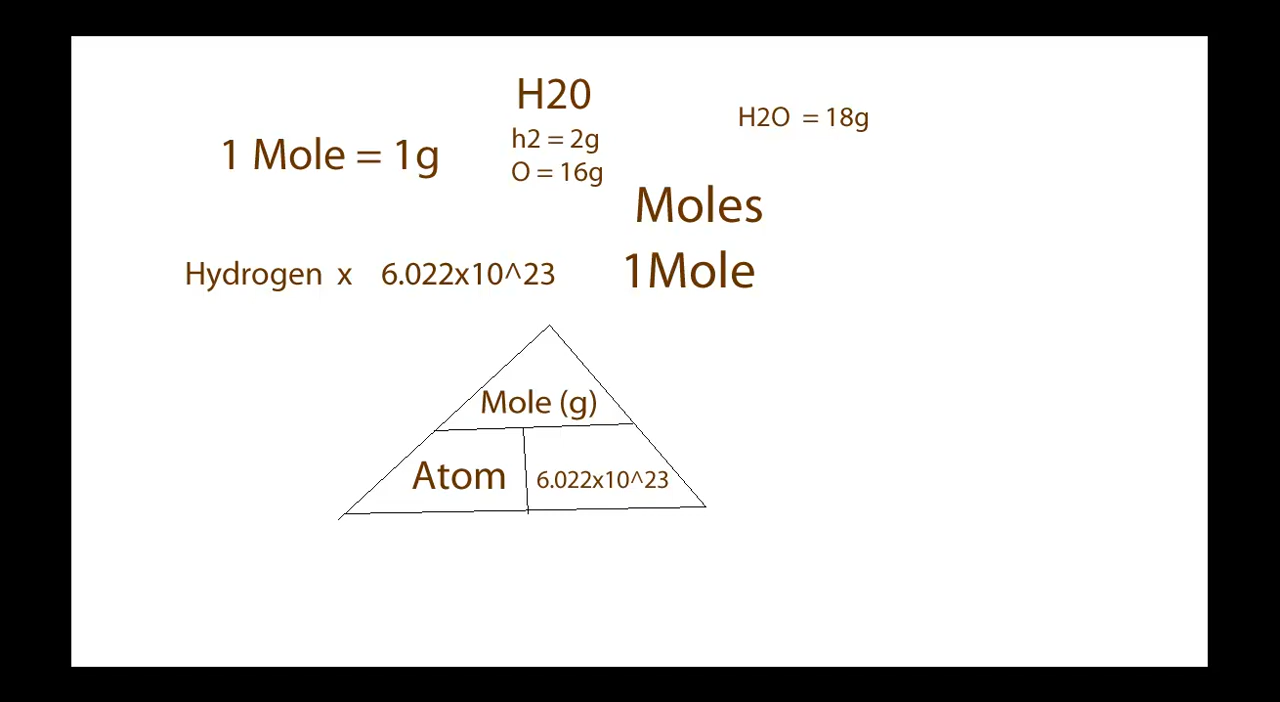 H20
h2 = 2g
O = 16g
H2O = 18g
1 Mole = 1g
Moles
1Mole
Hydrogen x 6.022x10^23
Mole (g)
Atom
6.022x10^23